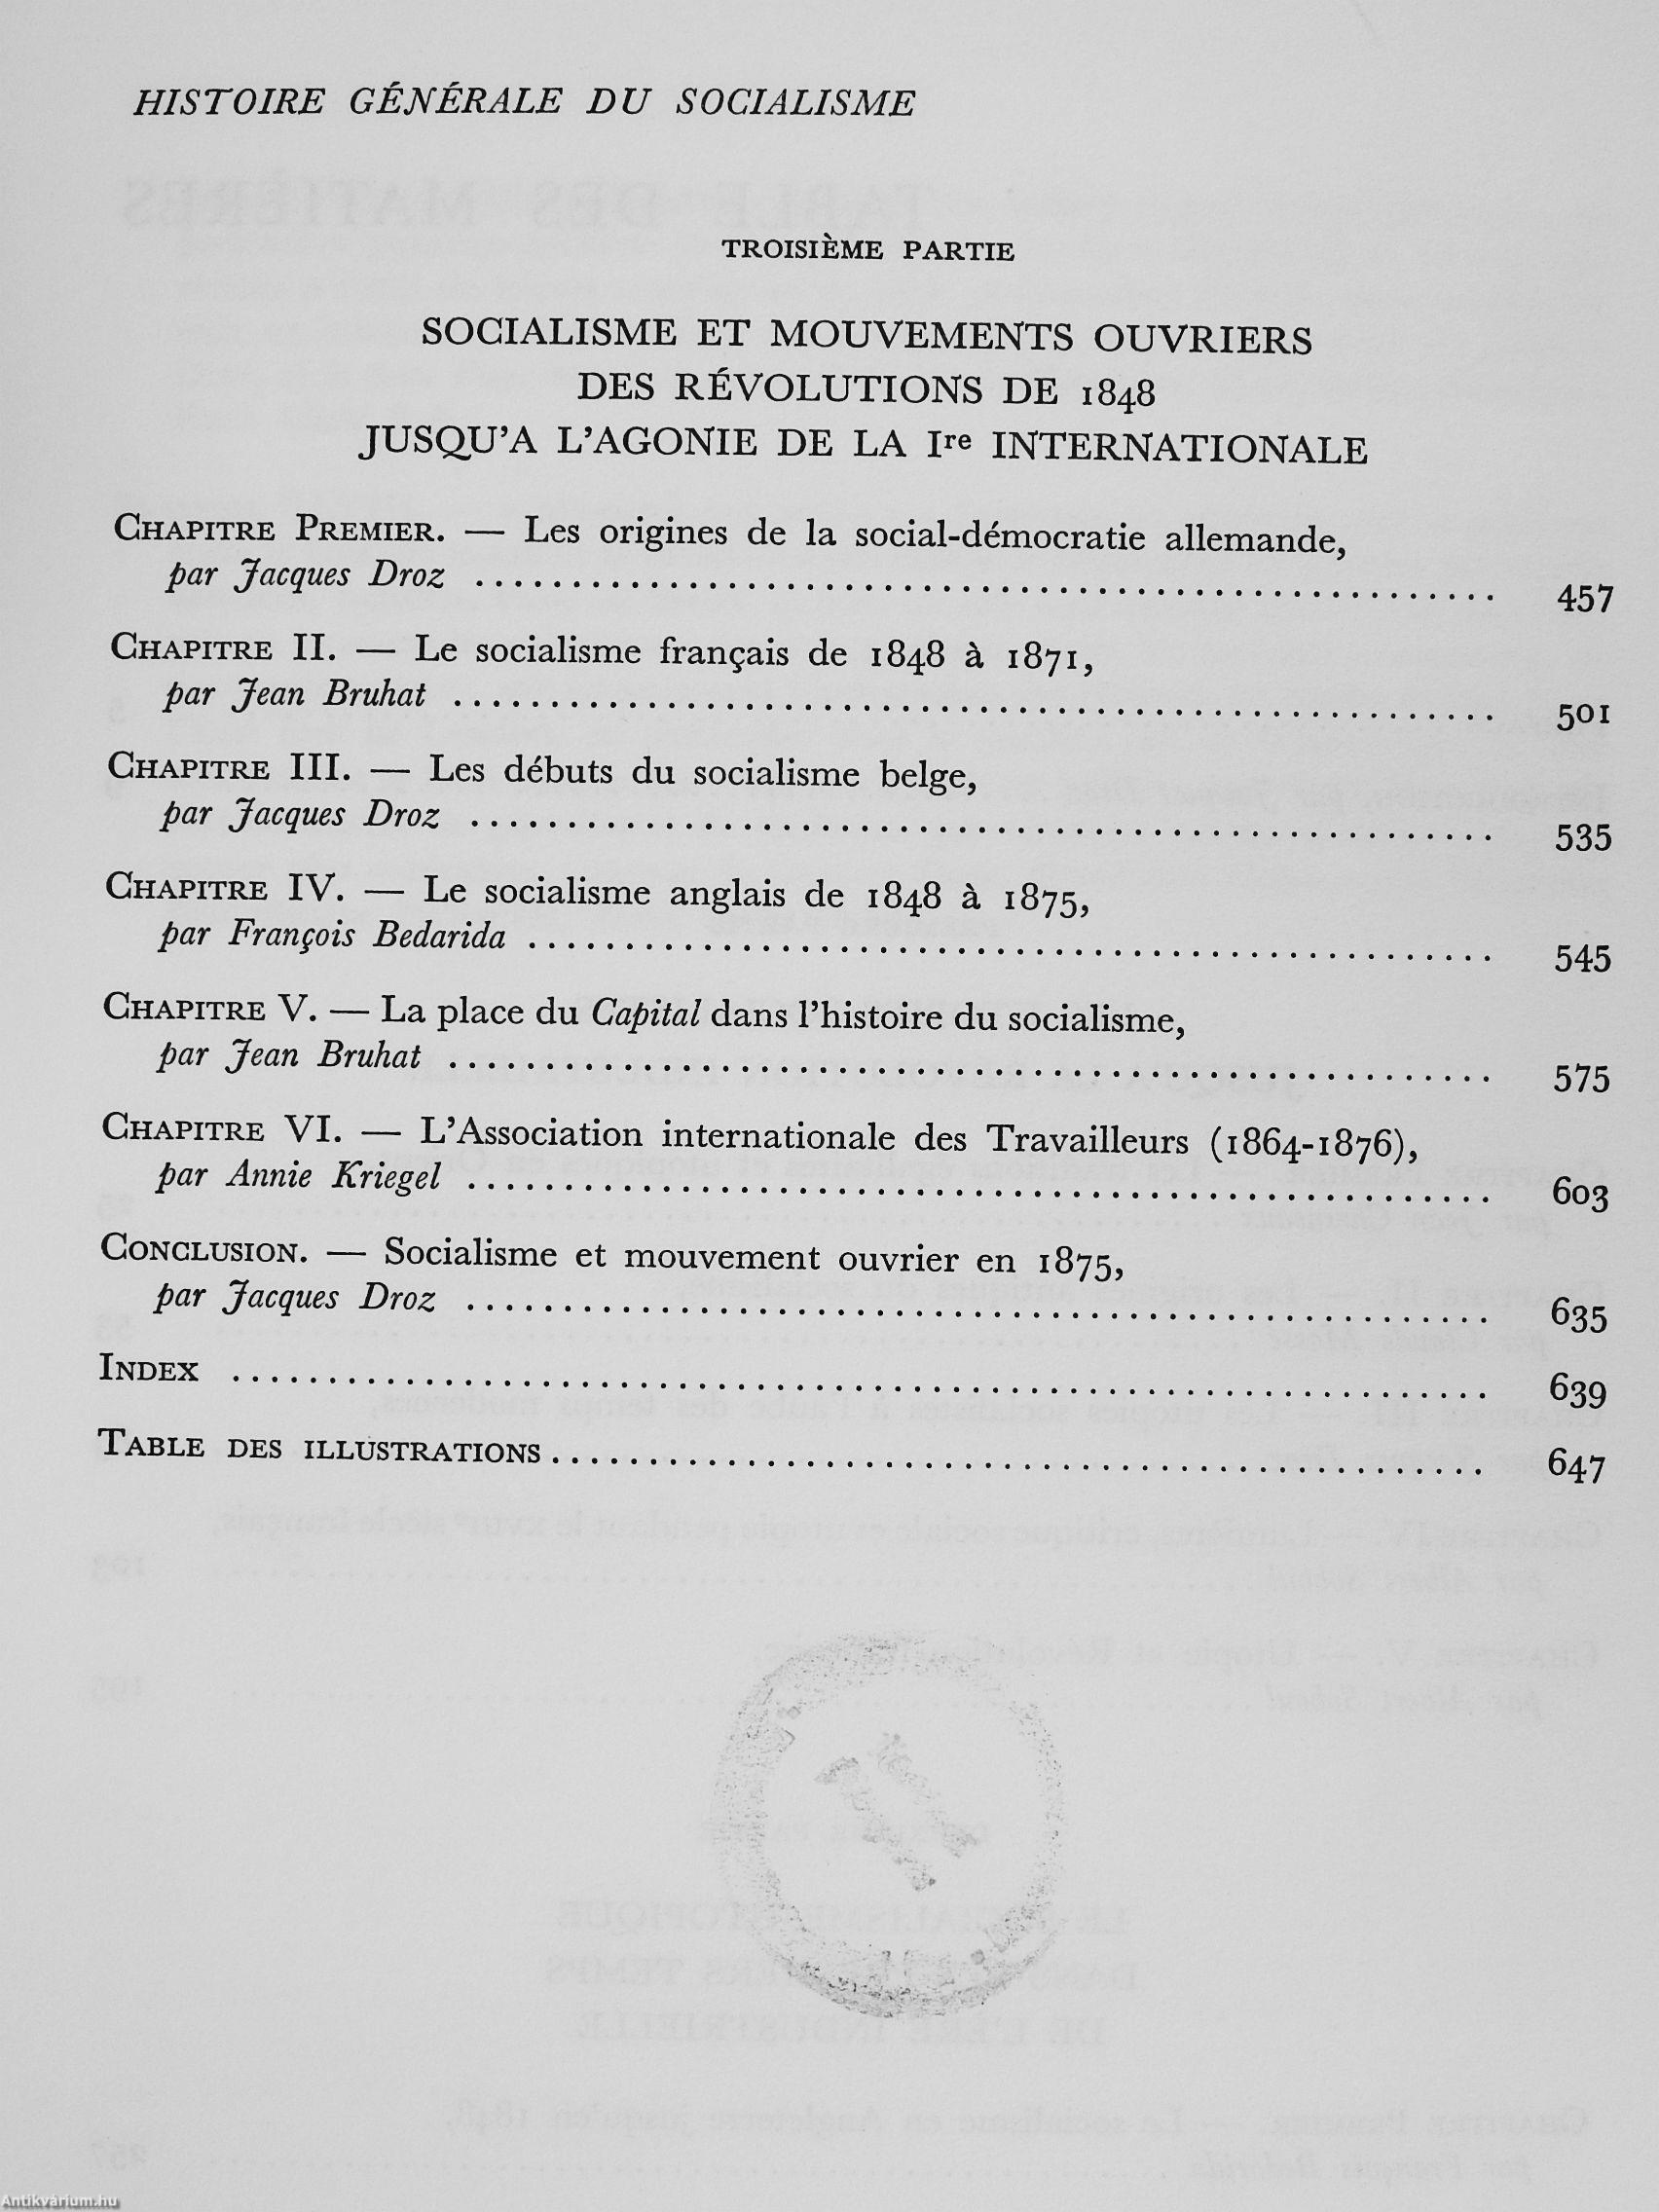 HISTOIRE GÉNÉRALE DU SOCIALISME
TROISIÈME PARTIE
SOCIALISME ET MOUVEMENTS OUVRIERS
DES RÉVOLUTIONS DE 1848
JUSQU'A L'AGONIE DE LA Ire INTERNATIONALE
CHAPITRE PREMIER. — Les origines de la social-démocratie allemande,
par Jacques Droz ........................................ 457
CHAPITRE II. — Le socialisme français de 1848 à 1871,
par Jean Bruhat ........................................ 501
CHAPITRE III. — Les débuts du socialisme belge,
par Jacques Droz ........................................ 535
CHAPITRE IV. — Le socialisme anglais de 1848 à 1875,
par François Bedarida ........................................ 545
CHAPITRE V. — La place du Capital dans l'histoire du socialisme,
par Jean Bruhat ........................................ 575
CHAPITRE VI. — L'Association internationale des Travailleurs (1864-1876),
par Annie Kriegel ........................................ 603
CONCLUSION. — Socialisme et mouvement ouvrier en 1875,
par Jacques Droz ........................................ 635
INDEX ........................................ 639
TABLE DES ILLUSTRATIONS ........................................ 647
Antikvárium.hu